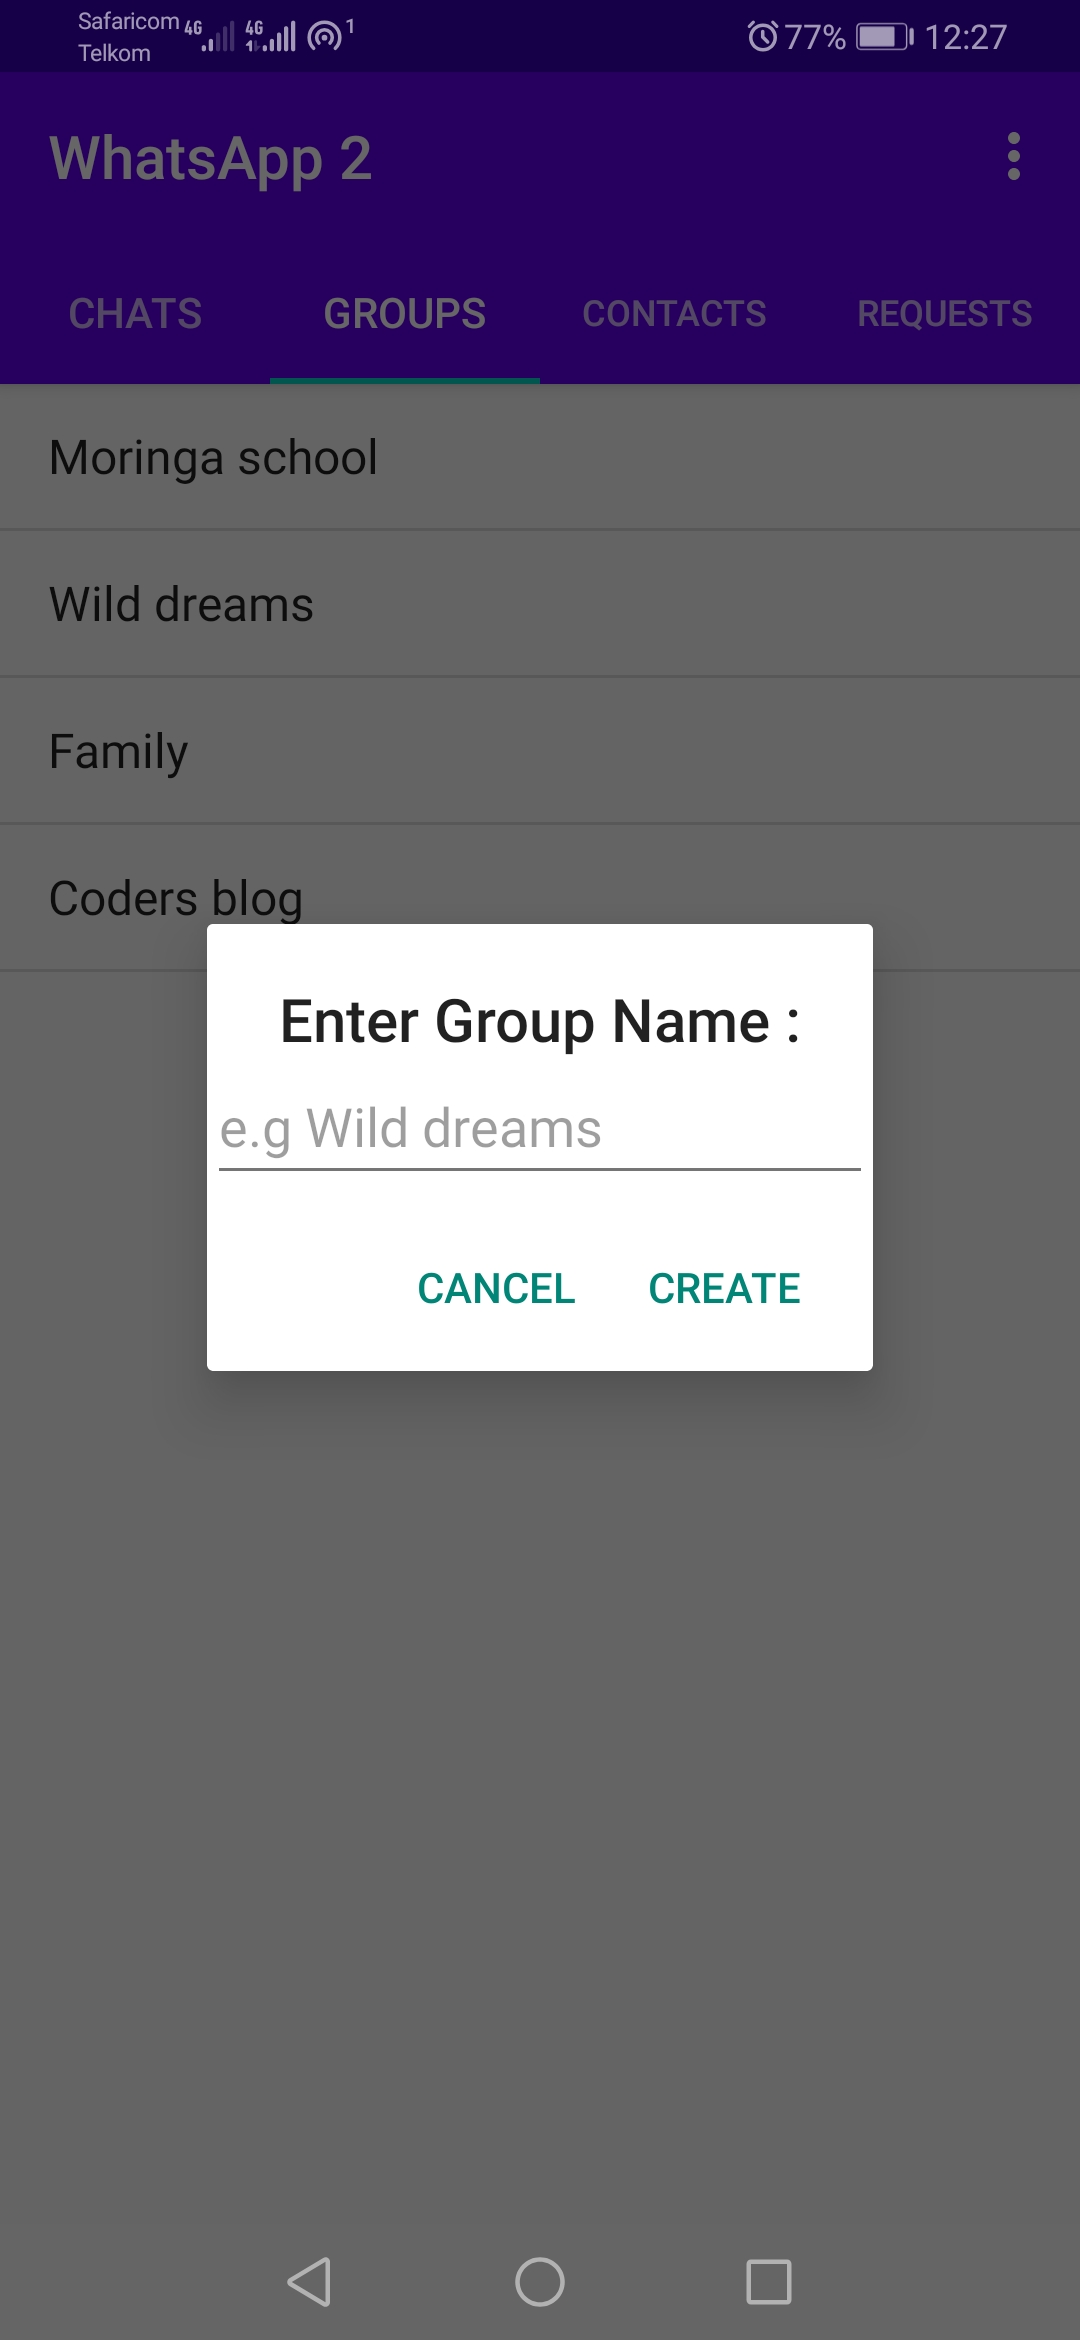 Safaricom 4G 4G 1 77% 12:27
Telkom
WhatsApp 2
CHATS GROUPS CONTACTS REQUESTS
Moringa school
Wild dreams
Family
Coders blog
Enter Group Name :
e.g Wild dreams
CANCEL CREATE